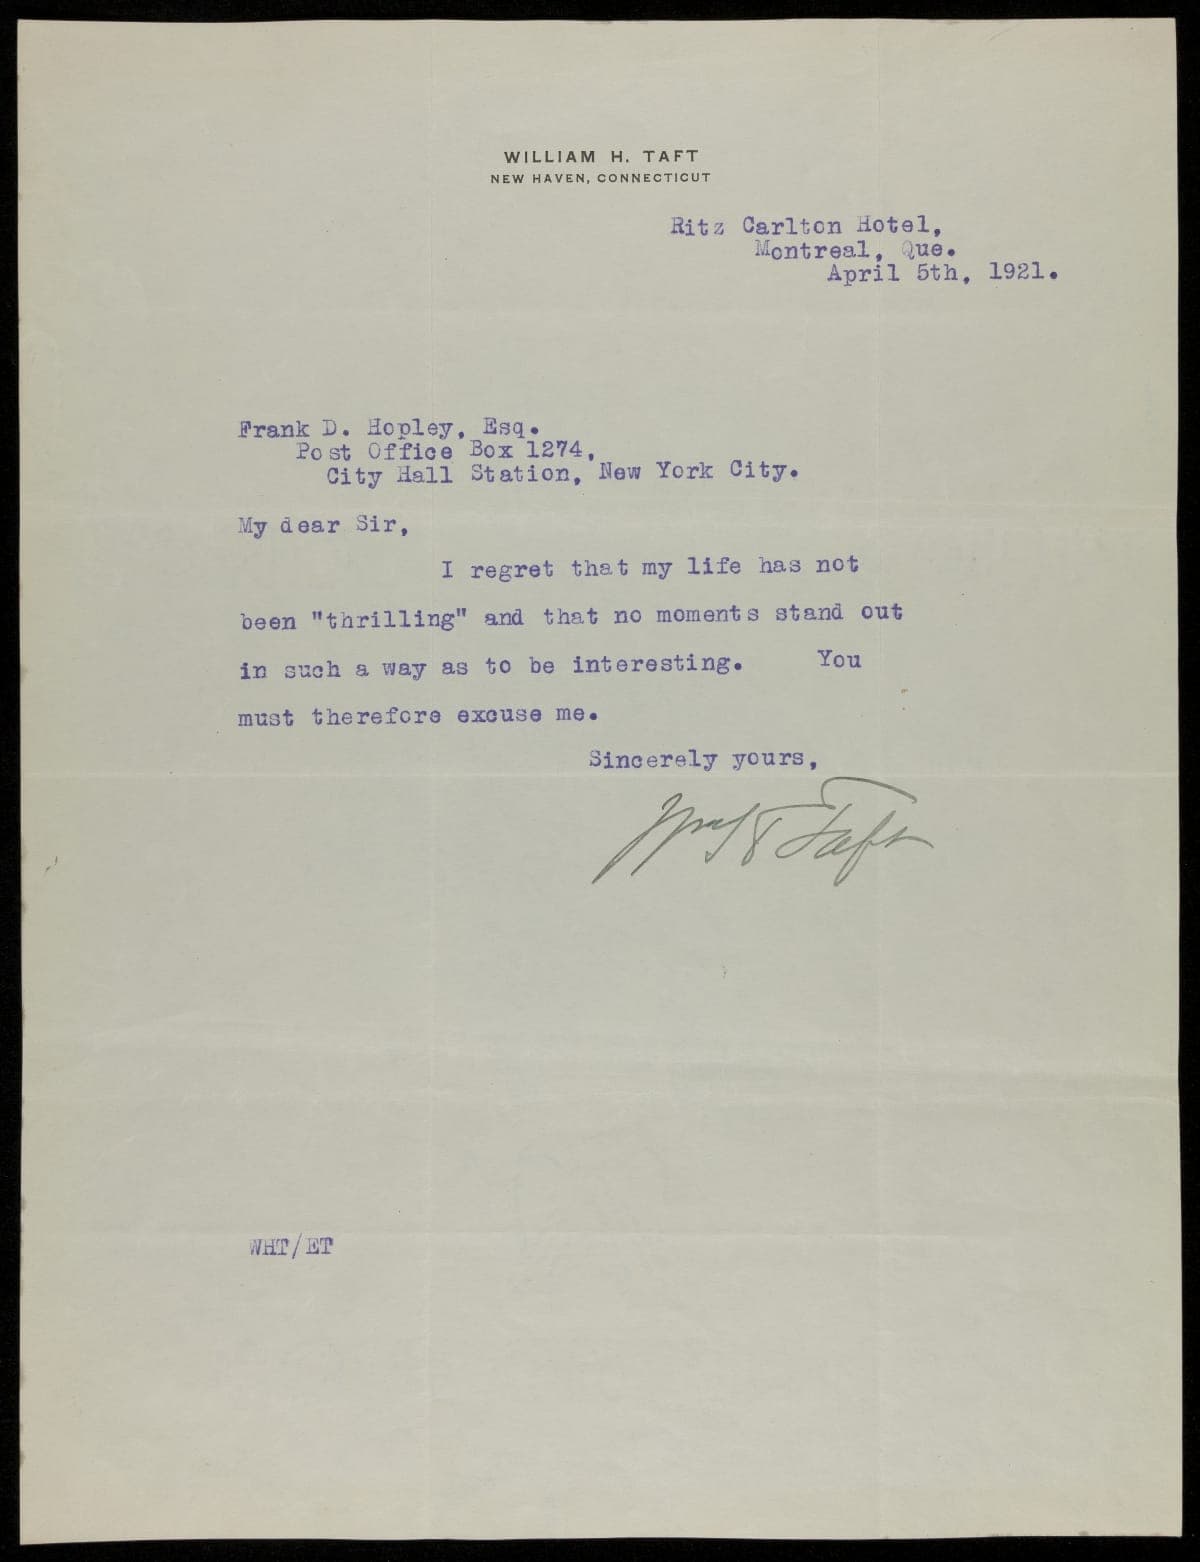 WILLIAM H. TAFT
NEW HAVEN, CONNECTICUT
Ritz Carlton Hotel,
Montreal, Que.
April 5th, 1921.
Frank D. Hopley, Esq.
Post Office Box 1274,
City Hall Station, New York City.
My dear Sir,
I regret that my life has not
been "thrilling" and that no moments stand out
in such a way as to be interesting. You
must therefore excuse me.
Sincerely yours,
Wm H Taft
WHT/ET